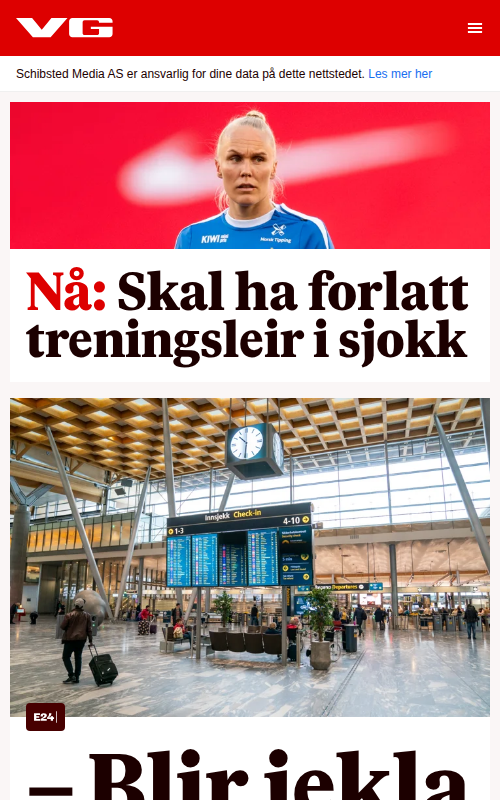 VG
Schibsted Media AS er ansvarlig for dine data på dette nettstedet. Les mer her
KIWI
Norsk Tipping
Nå: Skal ha forlatt
treningsleir i sjokk
Innsjekk Check-in
1-3
4-10
Departures
E24
– Blir jekla